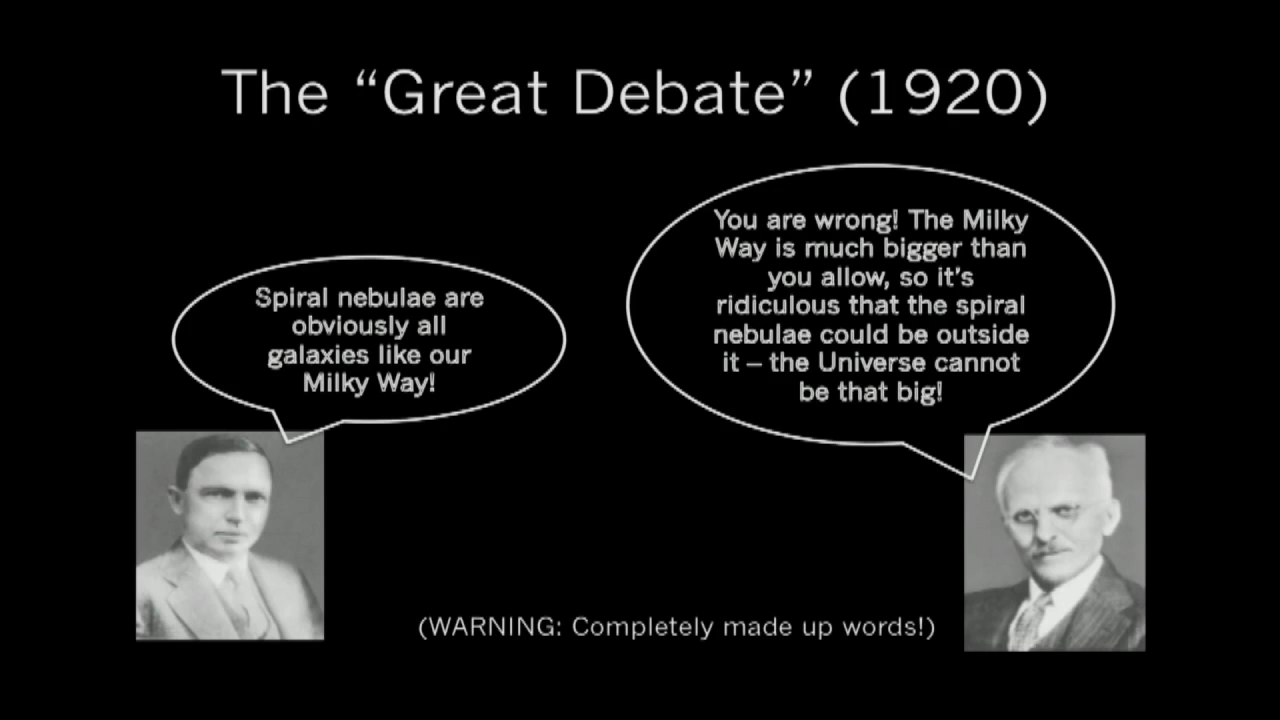 The “Great Debate” (1920)
Spiral nebulae are
obviously all
galaxies like our
Milky Way!
You are wrong! The Milky
Way is much bigger than
you allow, so it's
ridiculous that the spiral
nebulae could be outside
it – the Universe cannot
be that big!
(WARNING: Completely made up words!)